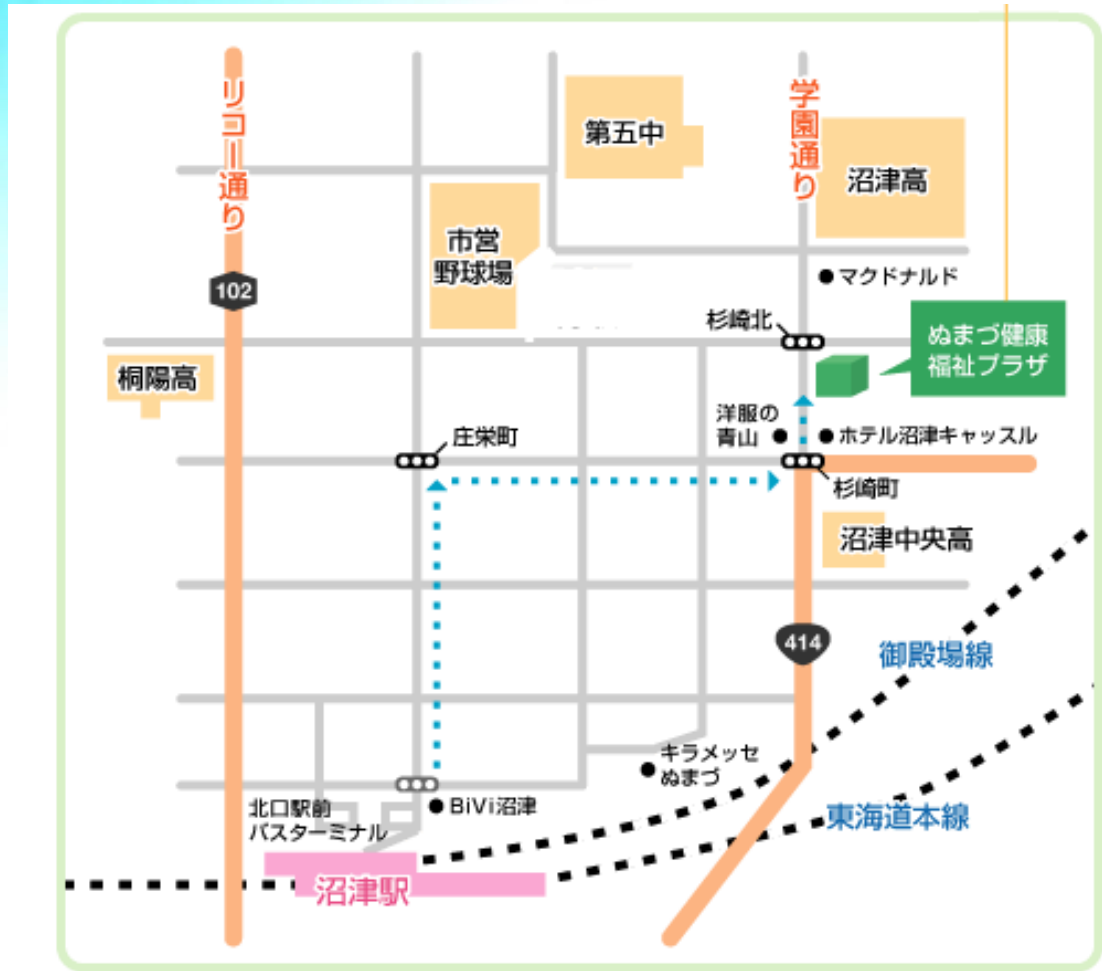 リコー通り
学園通り
第五中
沼津高
市営
野球場
マクドナルド
102
杉崎北
ぬまづ健康
福祉プラザ
桐陽高
洋服の
青山
ホテル沼津キャッスル
庄栄町
杉崎町
沼津中央高
414
御殿場線
キラメッセ
ぬまづ
北口駅前
バスターミナル
BiVi沼津
東海道本線
沼津駅